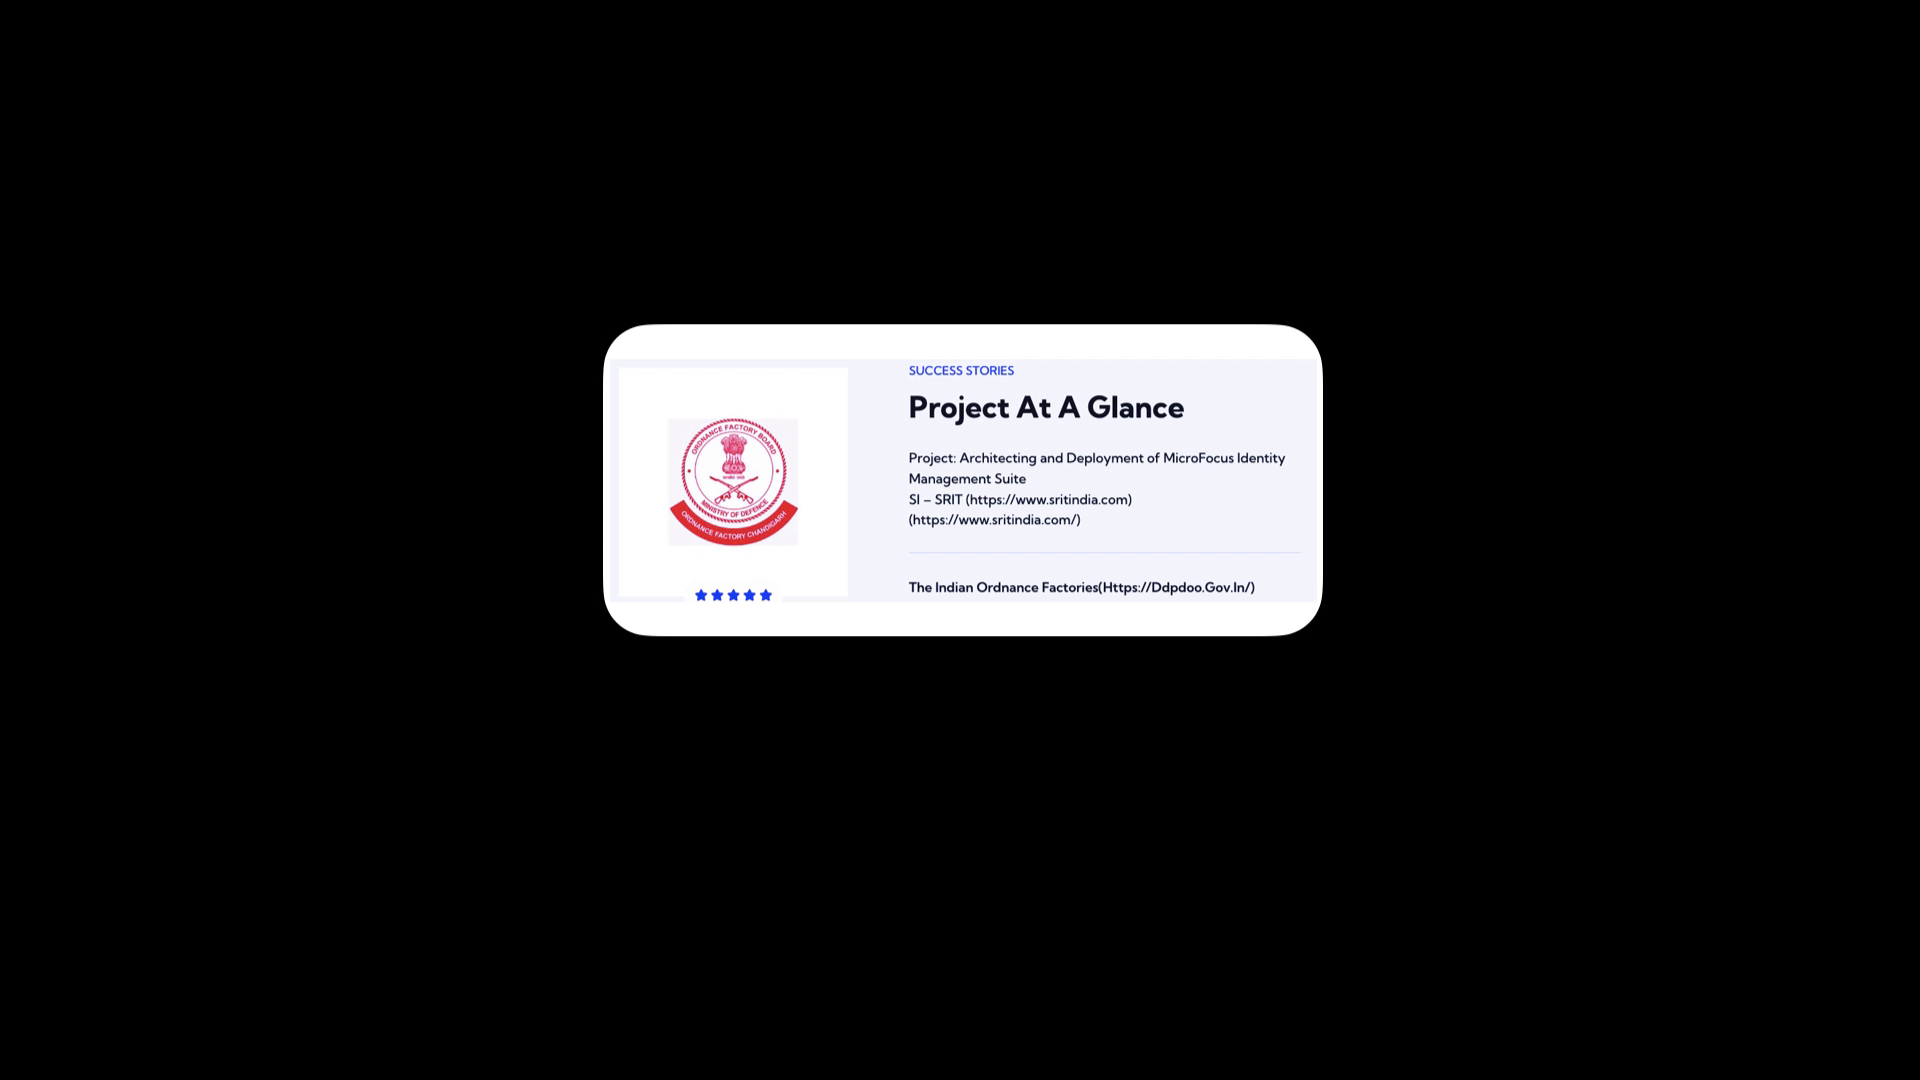 SUCCESS STORIES
Project At A Glance
Project: Architecting and Deployment of MicroFocus Identity
Management Suite
SI – SRIT (https://www.sritindia.com)
(https://www.sritindia.com/)
The Indian Ordnance Factories(Https://Ddpdoo.Gov.In/)
ORDNANCE FACTORY BOARD
MINISTRY OF DEFENCE
ORDNANCE FACTORY CHANDIGARH